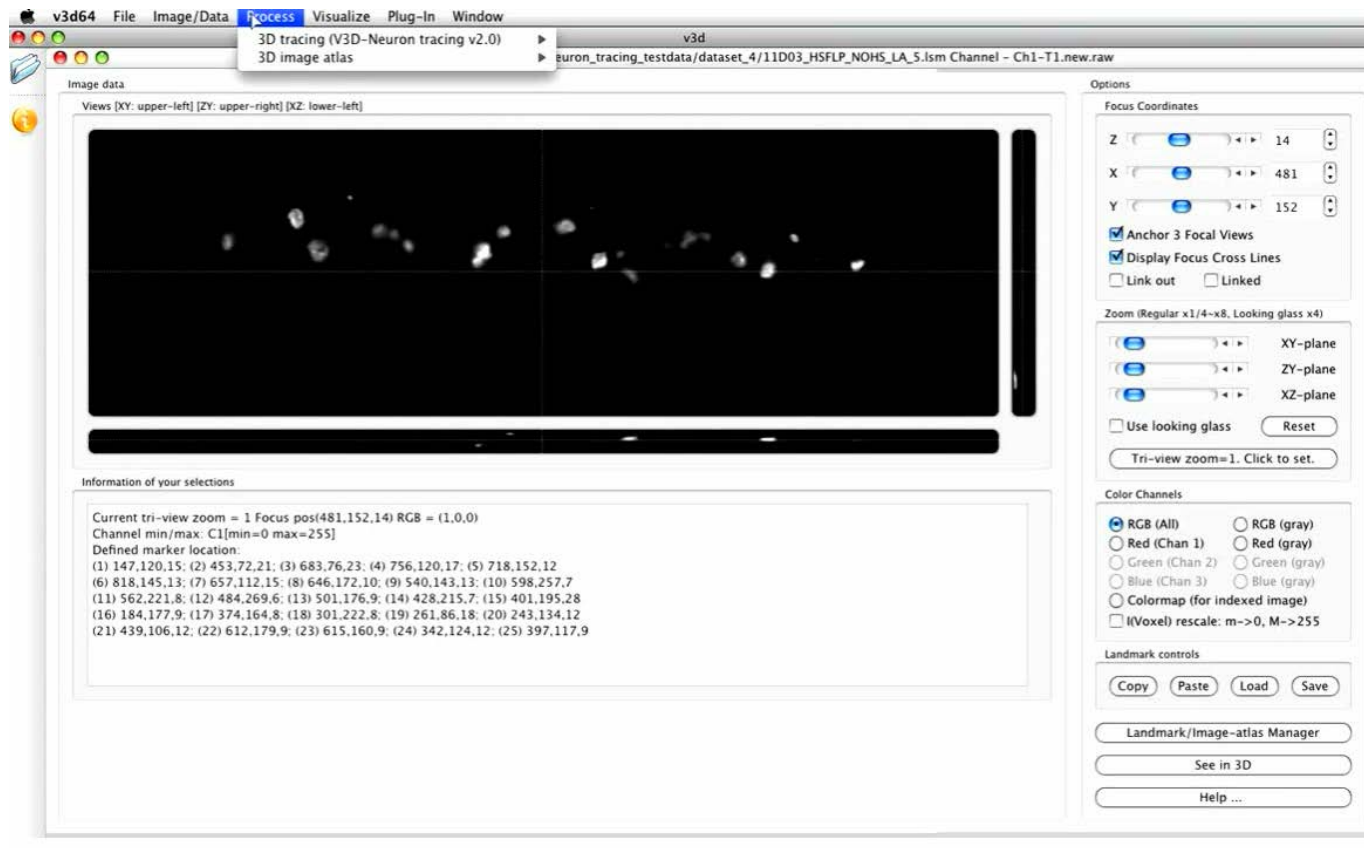 v3d64 File Image/Data Process Visualize Plug-In Window
3D tracing (V3D-Neuron tracing v2.0)
3D image atlas
v3d
euron_tracing_testdata/dataset_4/11D03_HSFLP_NOHS_LA_5.lsm Channel - Ch1-T1.new.raw
Image data
Views [XY: upper-left] [ZY: upper-right] [XZ: lower-left]
Information of your selections
Current tri-view zoom = 1 Focus pos(481,152,14) RGB = (1,0,0)
Channel min/max: C1[min=0 max=255]
Defined marker location:
(1) 147,120,15; (2) 453,72,21; (3) 683,76,23; (4) 756,120,17; (5) 718,152,12
(6) 818,145,13; (7) 657,112,15; (8) 646,172,10; (9) 540,143,13; (10) 598,257,7
(11) 562,221,8; (12) 484,269,6; (13) 501,176,9; (14) 428,215,7; (15) 401,195,28
(16) 184,177,9; (17) 374,164,8; (18) 301,222,8; (19) 261,86,18; (20) 243,134,12
(21) 439,106,12; (22) 612,179,9; (23) 615,160,9; (24) 342,124,12; (25) 397,117,9
Options
Focus Coordinates
Z 14
X 481
Y 152
Anchor 3 Focal Views
Display Focus Cross Lines
Link out Linked
Zoom (Regular x1/4~x8, Looking glass x4)
XY-plane
ZY-plane
XZ-plane
Use looking glass Reset
Tri-view zoom=1. Click to set.
Color Channels
RGB (All) RGB (gray)
Red (Chan 1) Red (gray)
Green (Chan 2) Green (gray)
Blue (Chan 3) Blue (gray)
Colormap (for indexed image)
I(Voxel) rescale: m->0, M->255
Landmark controls
Copy Paste Load Save
Landmark/Image-atlas Manager
See in 3D
Help ...